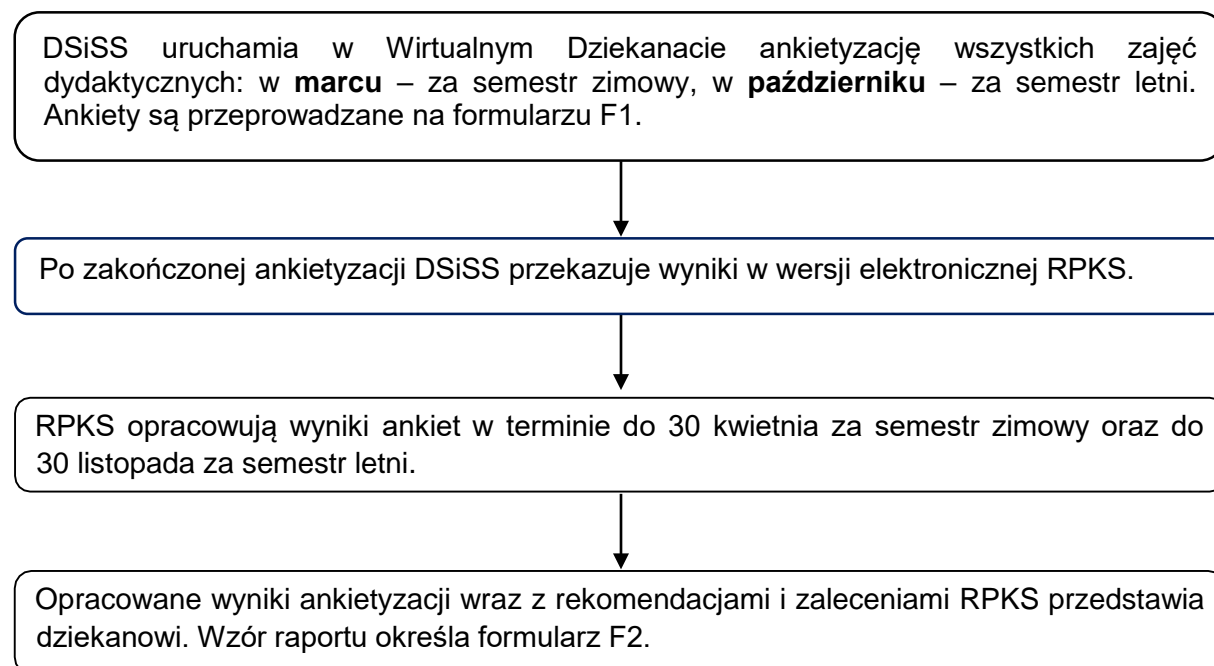 DSiSS uruchamia w Wirtualnym Dziekanacie ankietyzację wszystkich zajęć
dydaktycznych: w marcu – za semestr zimowy, w październiku – za semestr letni.
Ankiety są przeprowadzane na formularzu F1.
Po zakończonej ankietyzacji DSiSS przekazuje wyniki w wersji elektronicznej RPKS.
RPKS opracowują wyniki ankiet w terminie do 30 kwietnia za semestr zimowy oraz do
30 listopada za semestr letni.
Opracowane wyniki ankietyzacji wraz z rekomendacjami i zaleceniami RPKS przedstawia
dziekanowi. Wzór raportu określa formularz F2.